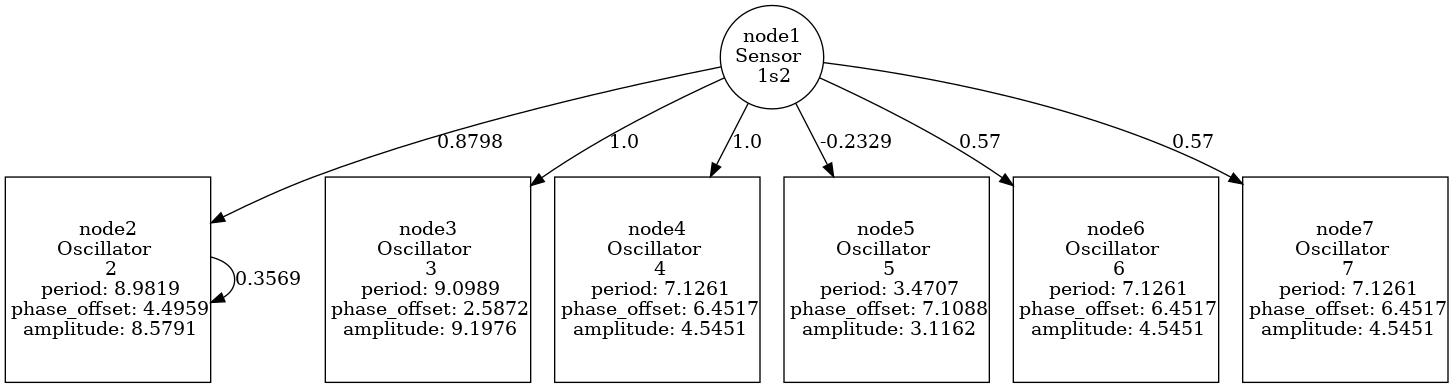 node1
Sensor
1s2
0.8798
1.0
1.0
-0.2329
0.57
0.57
node2
Oscillator
2
period: 8.9819
phase_offset: 4.4959
amplitude: 8.5791
0.3569
node3
Oscillator
3
period: 9.0989
phase_offset: 2.5872
amplitude: 9.1976
node4
Oscillator
4
period: 7.1261
phase_offset: 6.4517
amplitude: 4.5451
node5
Oscillator
5
period: 3.4707
phase_offset: 7.1088
amplitude: 3.1162
node6
Oscillator
6
period: 7.1261
phase_offset: 6.4517
amplitude: 4.5451
node7
Oscillator
7
period: 7.1261
phase_offset: 6.4517
amplitude: 4.5451